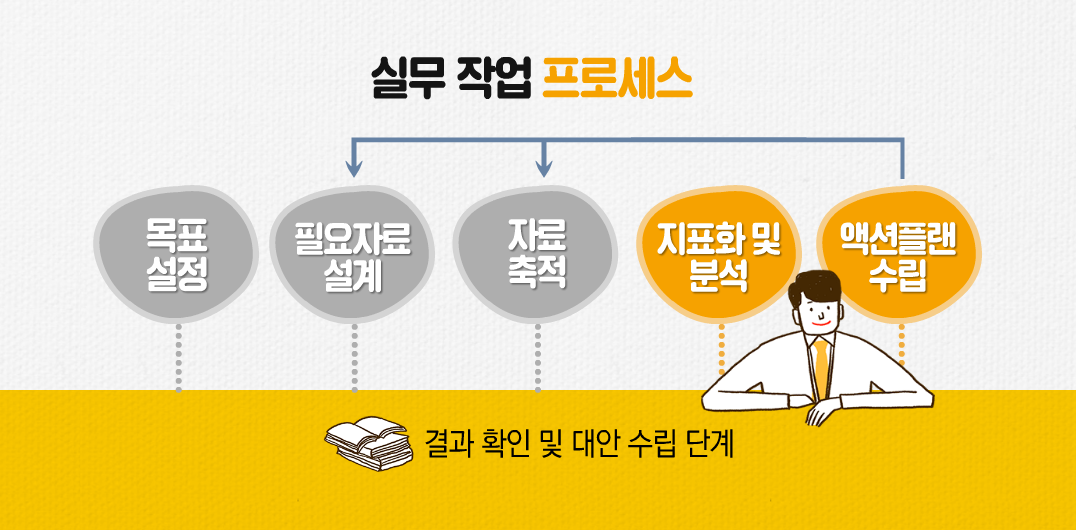 실무 작업 프로세스
목표
설정
필요자료
설계
자료
축적
지표화 및
분석
액션플랜
수립
결과 확인 및 대안 수립 단계